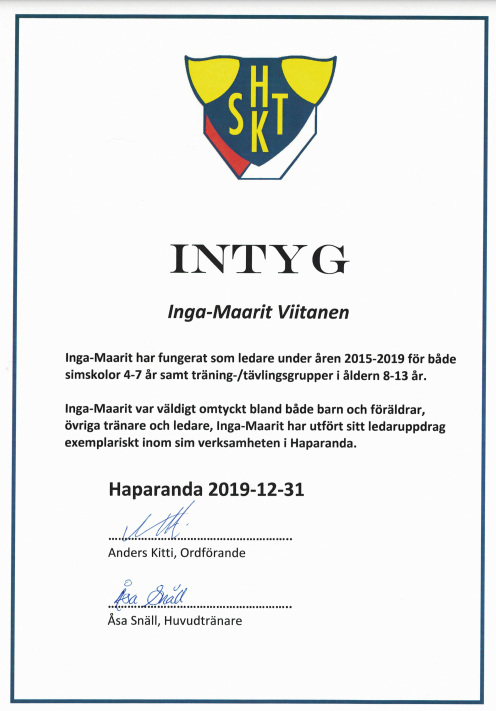 H
S T
K
INTYG
Inga-Maarit Viitanen
Inga-Maarit har fungerat som ledare under åren 2015-2019 för både
simskolor 4-7 år samt träning-/tävlingsgrupper i åldern 8-13 år.
Inga-Maarit var väldigt omtyckt bland både barn och föräldrar,
övriga tränare och ledare, Inga-Maarit har utfört sitt ledaruppdrag
exemplariskt inom sim verksamheten i Haparanda.
Haparanda 2019-12-31
Anders Kitti, Ordförande
Åsa Snäll
Åsa Snäll, Huvudtränare